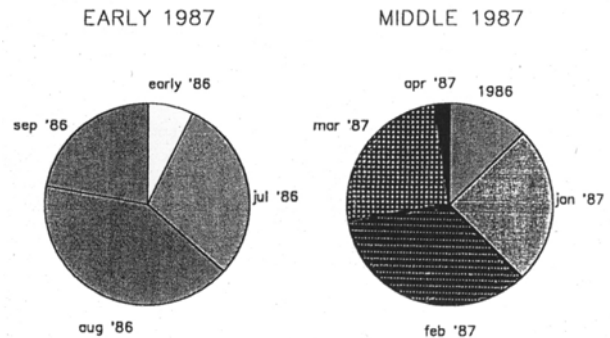 EARLY 1987
MIDDLE 1987
early '86
sep '86
jul '86
aug '86
apr '87
1986
mar '87
jan '87
feb '87